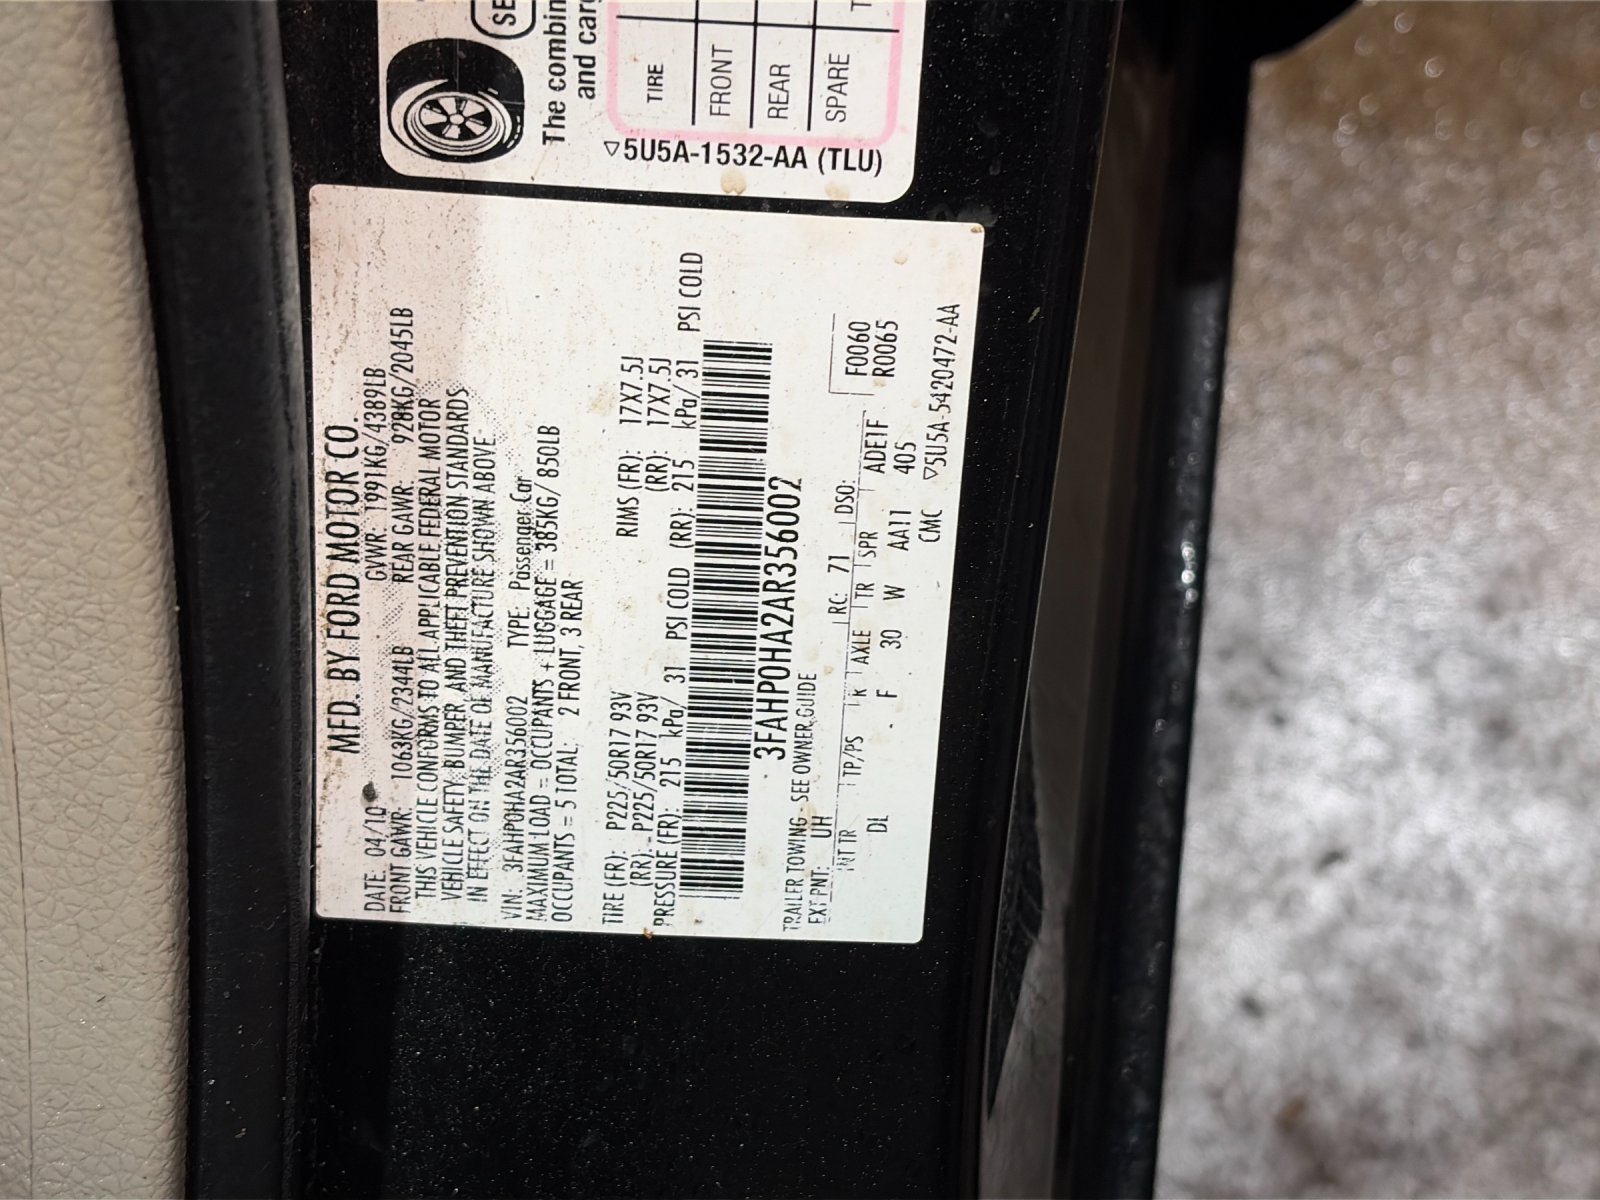 MFD. BY FORD MOTOR CO.
DATE: 04/10 GVWR: 1991KG/4389LB
FRONT GAWR: 1063KG/2344LB REAR GAWR: 928KG/2045LB
THIS VEHICLE CONFORMS TO ALL APPLICABLE FEDERAL MOTOR
VEHICLE SAFETY, BUMPER, AND THEFT PREVENTION STANDARDS
IN EFFECT ON THE DATE OF MANUFACTURE SHOWN ABOVE.
VIN: 3FAHP0HA2AR356002 TYPE: Passenger Car
MAXIMUM LOAD = OCCUPANTS + LUGGAGE = 385KG/ 850LB
OCCUPANTS = 5 TOTAL: 2 FRONT, 3 REAR
TIRE (FR): P225/50R17 93V RIMS (FR): 17X7.5J
(RR): P225/50R17 93V (RR): 17X7.5J
PRESSURE (FR): 215 kPa/ 31 PSI COLD (RR): 215 kPa/ 31 PSI COLD
3FAHP0HA2AR356002
TRAILER TOWING - SEE OWNER GUIDE
EXT PNT: UH RC: 71 DSO: F0060
R0065
INT TR TP/PS R AXLE TR SPR ADE1F
DL F 30 W AA11 405
CMC ▽5U5A-5420472-AA
SE
The combin
and carg
TIRE
FRONT
REAR
SPARE T
▽5U5A-1532-AA (TLU)